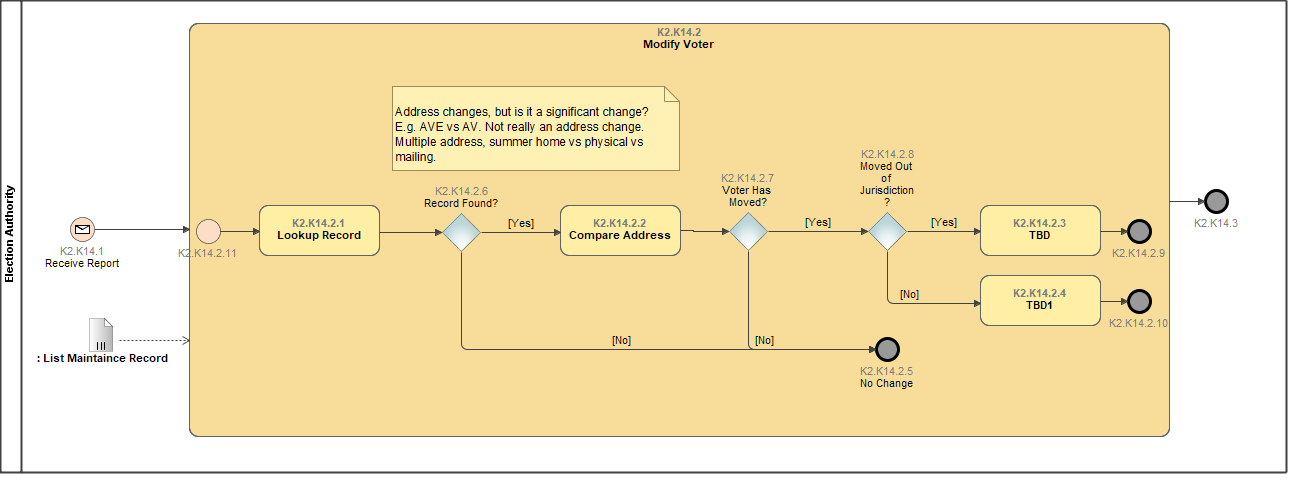 K2.K14.2
Modify Voter
Address changes, but is it a significant change?
E.g. AVE vs AV. Not really an address change.
Multiple address, summer home vs physical vs
mailing.
Election Authority
K2.K14.1
Receive Report
: List Maintaince Record
K2.K14.2.11
K2.K14.2.1
Lookup Record
K2.K14.2.6
Record Found?
[Yes]
[No]
K2.K14.2.2
Compare Address
K2.K14.2.7
Voter Has
Moved?
[Yes]
[No]
K2.K14.2.8
Moved Out
of
Jurisdiction
?
[Yes]
[No]
K2.K14.2.3
TBD
K2.K14.2.9
K2.K14.2.4
TBD1
K2.K14.2.10
K2.K14.2.5
No Change
K2.K14.3